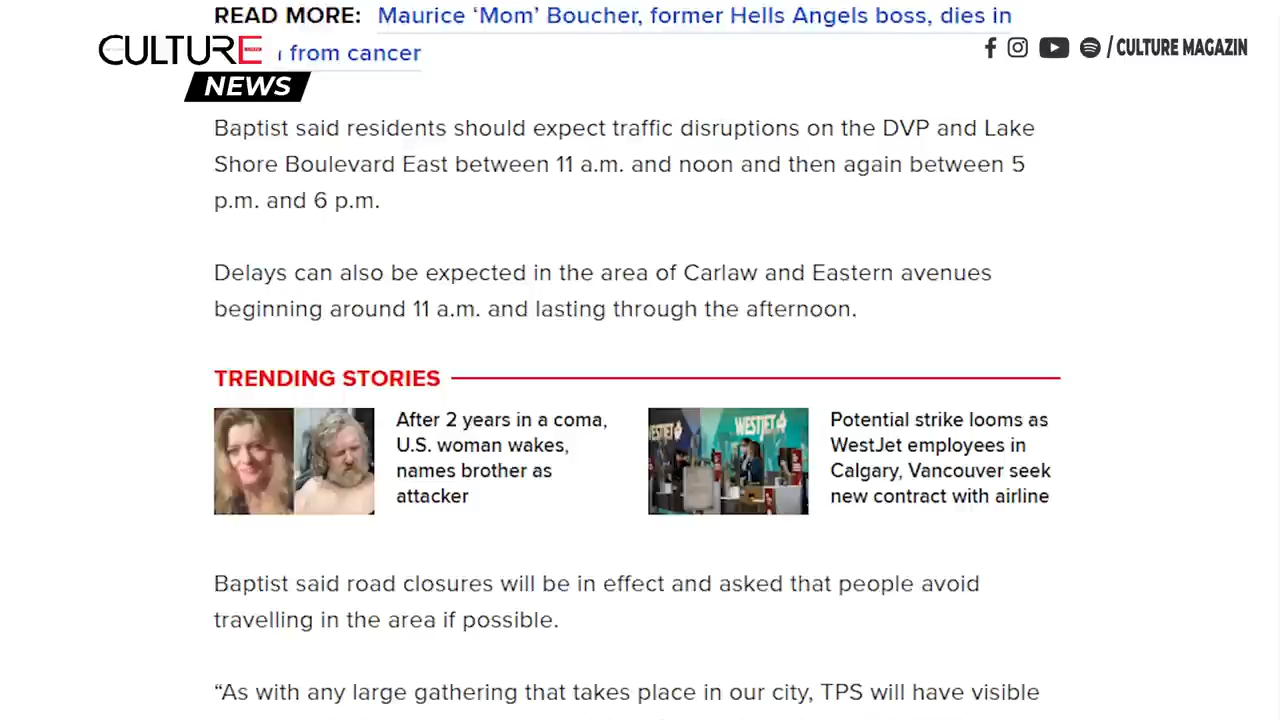 READ MORE: Maurice ‘Mom’ Boucher, former Hells Angels boss, dies in
from cancer
CULTURE
NEWS
/ CULTURE MAGAZIN
Baptist said residents should expect traffic disruptions on the DVP and Lake
Shore Boulevard East between 11 a.m. and noon and then again between 5
p.m. and 6 p.m.
Delays can also be expected in the area of Carlaw and Eastern avenues
beginning around 11 a.m. and lasting through the afternoon.
TRENDING STORIES
After 2 years in a coma,
U.S. woman wakes,
names brother as
attacker
WESTJET
WESTJET
Potential strike looms as
WestJet employees in
Calgary, Vancouver seek
new contract with airline
Baptist said road closures will be in effect and asked that people avoid
travelling in the area if possible.
“As with any large gathering that takes place in our city, TPS will have visible